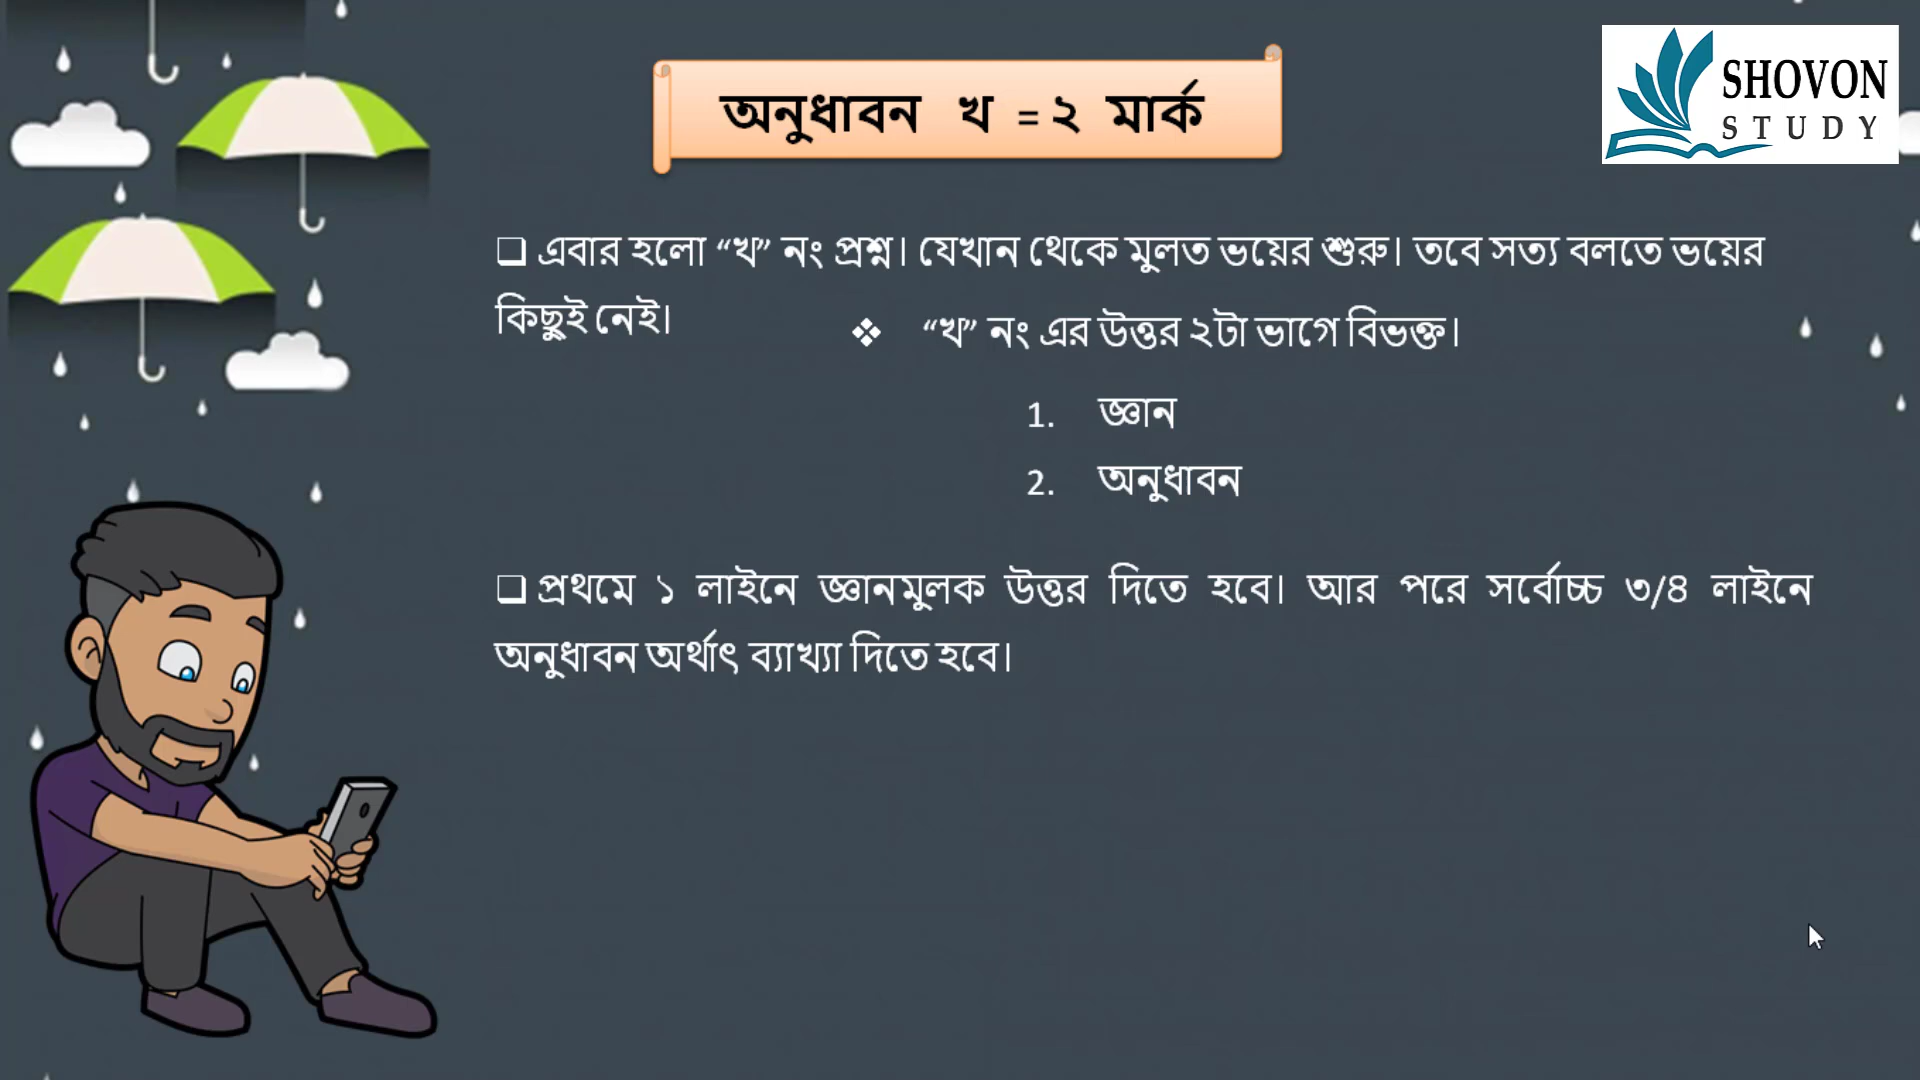 অনুধাবন খ = ২ মার্ক
SHOVON
STUDY
❑ এবার হলো “খ” নং প্রশ্ন। যেখান থেকে মুলত ভয়ের শুরু। তবে সত্য বলতে ভয়ের
কিছুই নেই।
❖ “খ” নং এর উত্তর ২টা ভাগে বিভক্ত।
1. জ্ঞান
2. অনুধাবন
❑ প্রথমে ১ লাইনে জ্ঞানমুলক উত্তর দিতে হবে। আর পরে সর্বোচ্চ ৩/৪ লাইনে
অনুধাবন অর্থাৎ ব্যাখ্যা দিতে হবে।